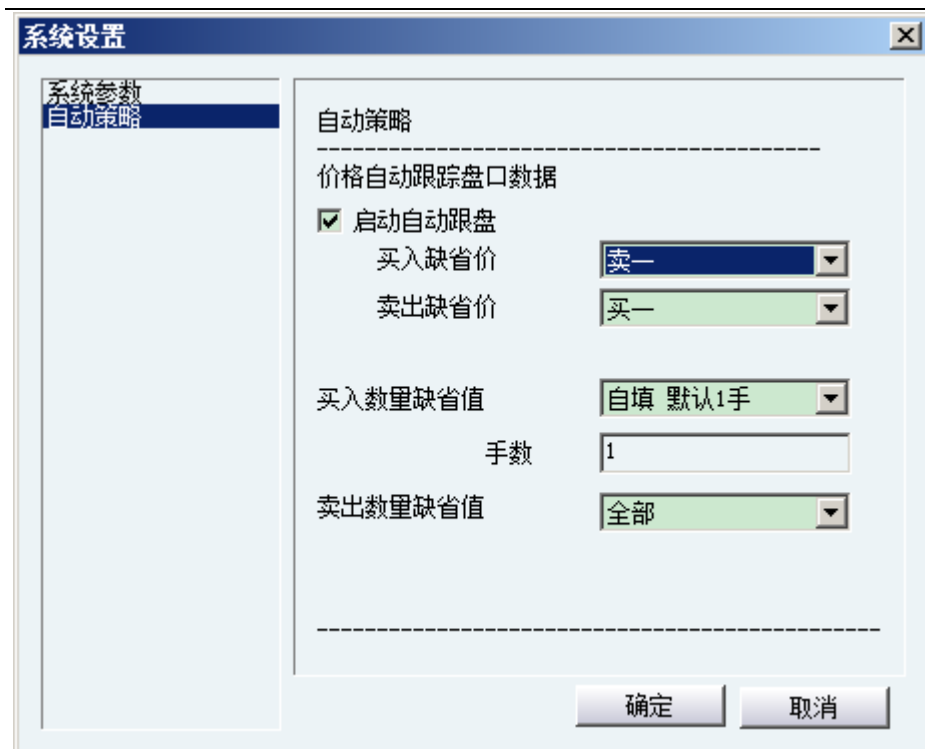 系统设置
系统参数
自动策略
自动策略
------------------------------------------
价格自动跟踪盘口数据
启动自动跟盘
买入缺省价 卖一
卖出缺省价 买一
买入数量缺省值 自填 默认1手
手数 1
卖出数量缺省值 全部
-----------------------------------------------
确定 取消